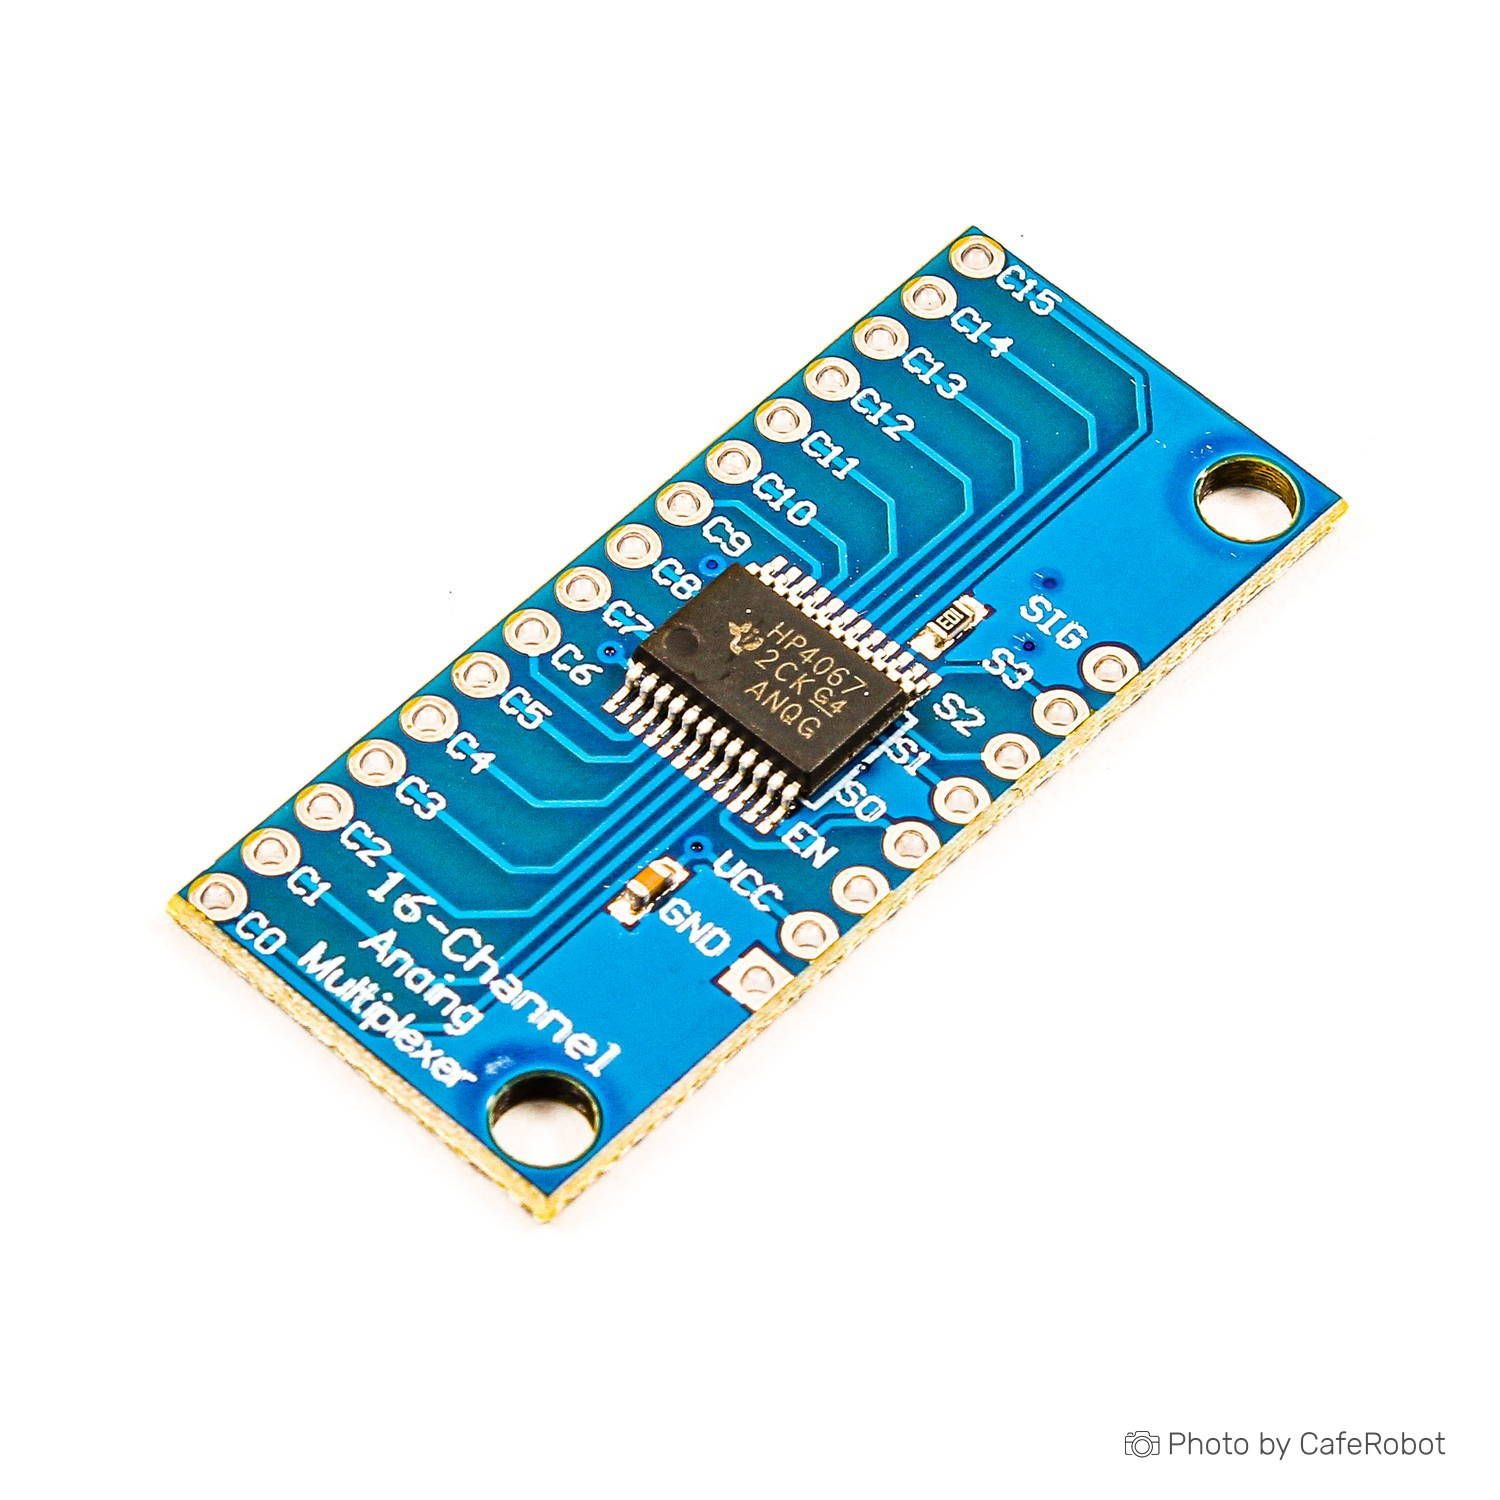 C15
C14
C13
C12
C11
C10
C9
C8
C7
C6
C5
C4
C3
C2
C1
C0
HP4067
2CK G4
ANQG
SIG
S3
S2
S1
S0
EN
VCC
GND
16-Channel
Anaing
Multiplexer
Photo by CafeRobot